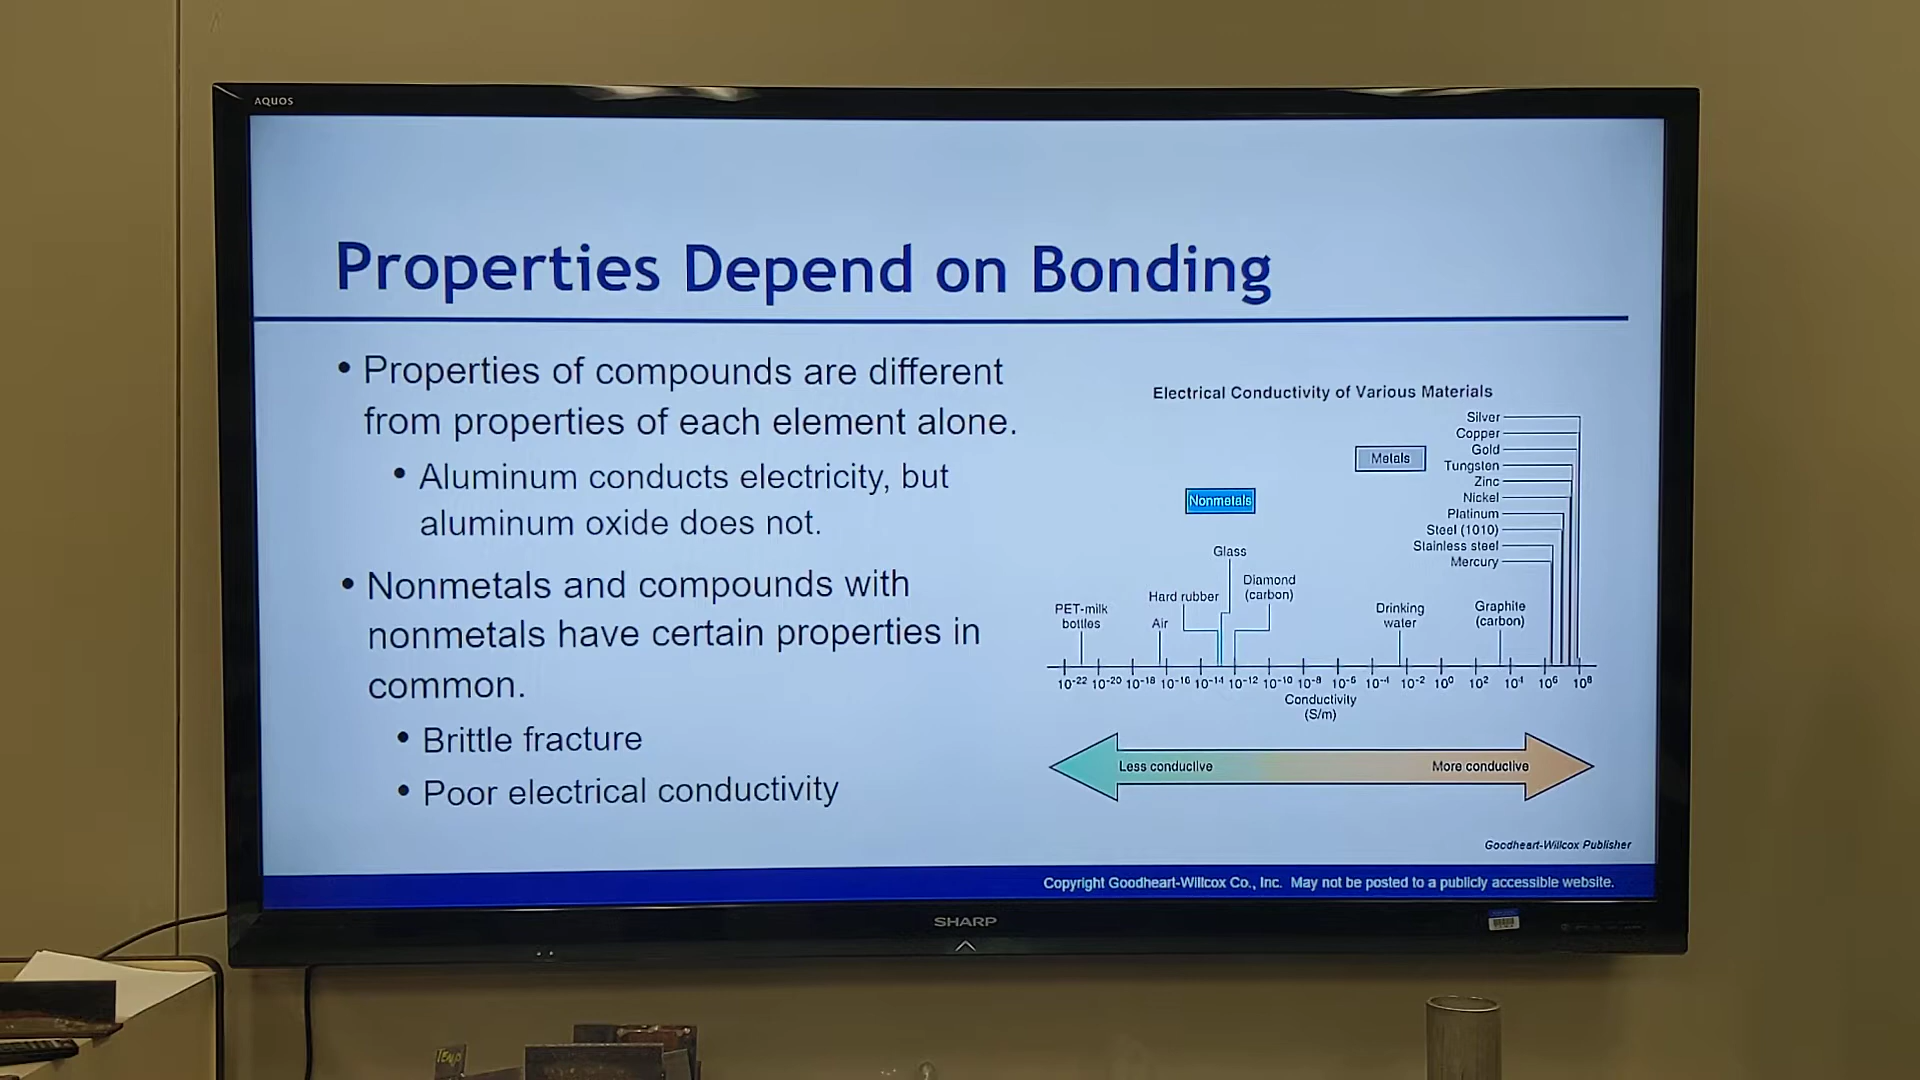 AQUOS
Properties Depend on Bonding
• Properties of compounds are different
from properties of each element alone.
• Aluminum conducts electricity, but
aluminum oxide does not.
• Nonmetals and compounds with
nonmetals have certain properties in
common.
• Brittle fracture
• Poor electrical conductivity
Electrical Conductivity of Various Materials
Silver
Copper
Gold
Metals
Tungsten
Zinc
Nonmetals
Nickel
Platinum
Steel (1010)
Stainless steel
Mercury
Glass
Diamond
(carbon)
Hard rubber
PET-milk
bottles
Air
Drinking
water
Graphite
(carbon)
10⁻²² 10⁻²⁰ 10⁻¹⁸ 10⁻¹⁶ 10⁻¹⁴ 10⁻¹² 10⁻¹⁰ 10⁻⁸ 10⁻⁶ 10⁻⁴ 10⁻² 10⁰ 10² 10⁴ 10⁶ 10⁸
Conductivity
(S/m)
Less conductive
More conductive
Goodheart-Willcox Publisher
Copyright Goodheart-Willcox Co., Inc. May not be posted to a publicly accessible website.
SHARP